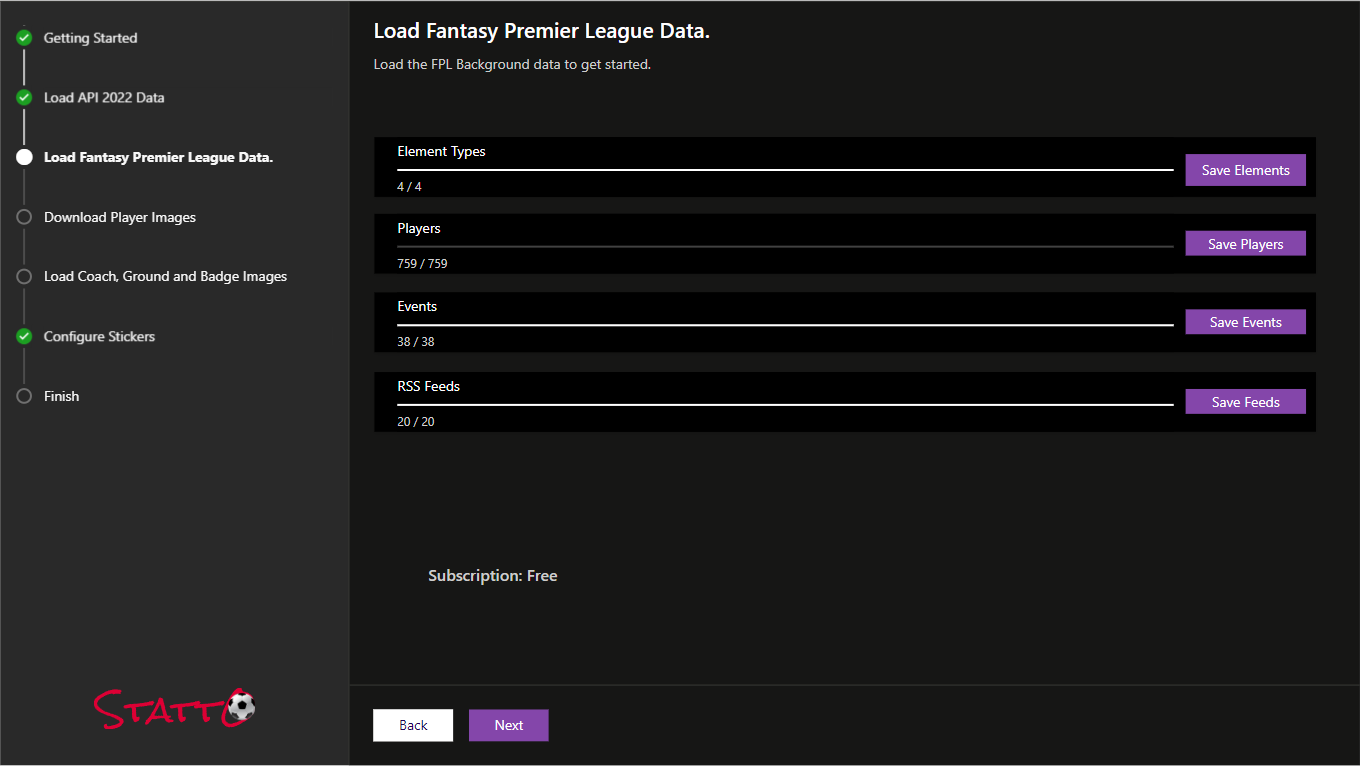 Getting Started
Load API 2022 Data
Load Fantasy Premier League Data.
Download Player Images
Load Coach, Ground and Badge Images
Configure Stickers
Finish
Statto
Load Fantasy Premier League Data.
Load the FPL Background data to get started.
Element Types
4 / 4
Save Elements
Players
759 / 759
Save Players
Events
38 / 38
Save Events
RSS Feeds
20 / 20
Save Feeds
Subscription: Free
Back
Next